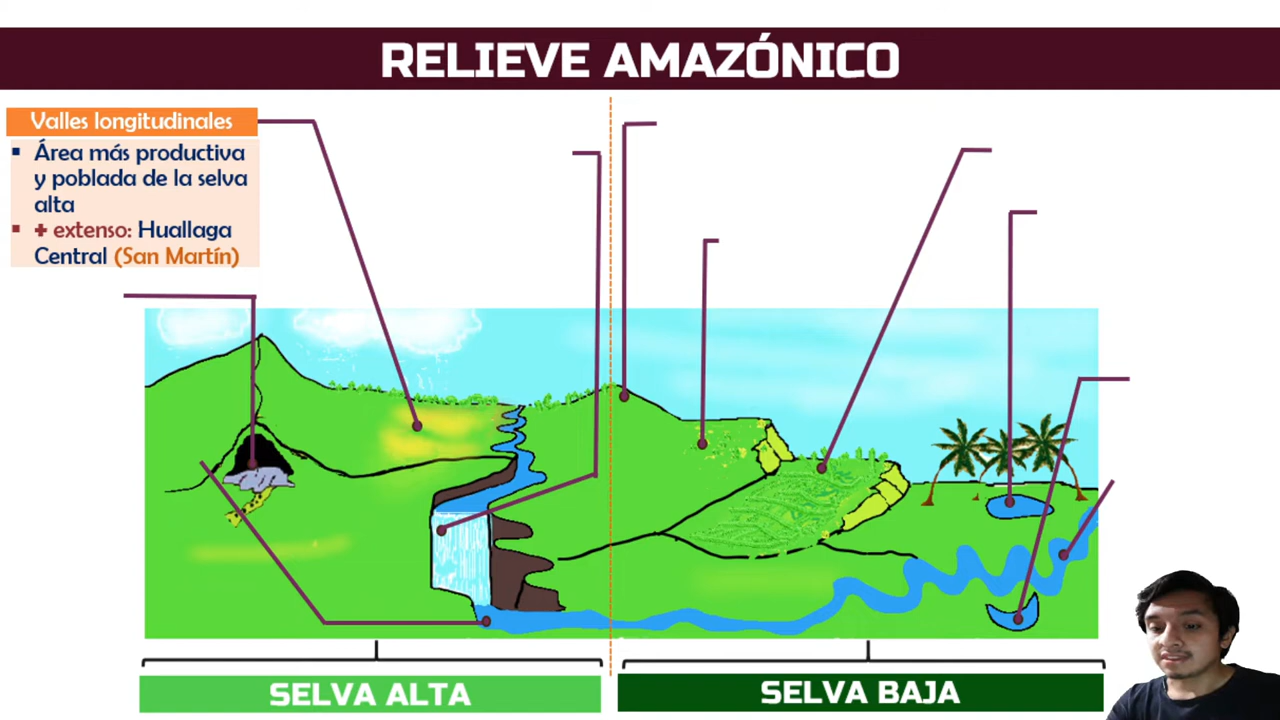 RELIEVE AMAZÓNICO
Valles longitudinales
▪ Área más productiva
y poblada de la selva
alta
▪ + extenso: Huallaga
Central (San Martín)
SELVA ALTA
SELVA BAJA